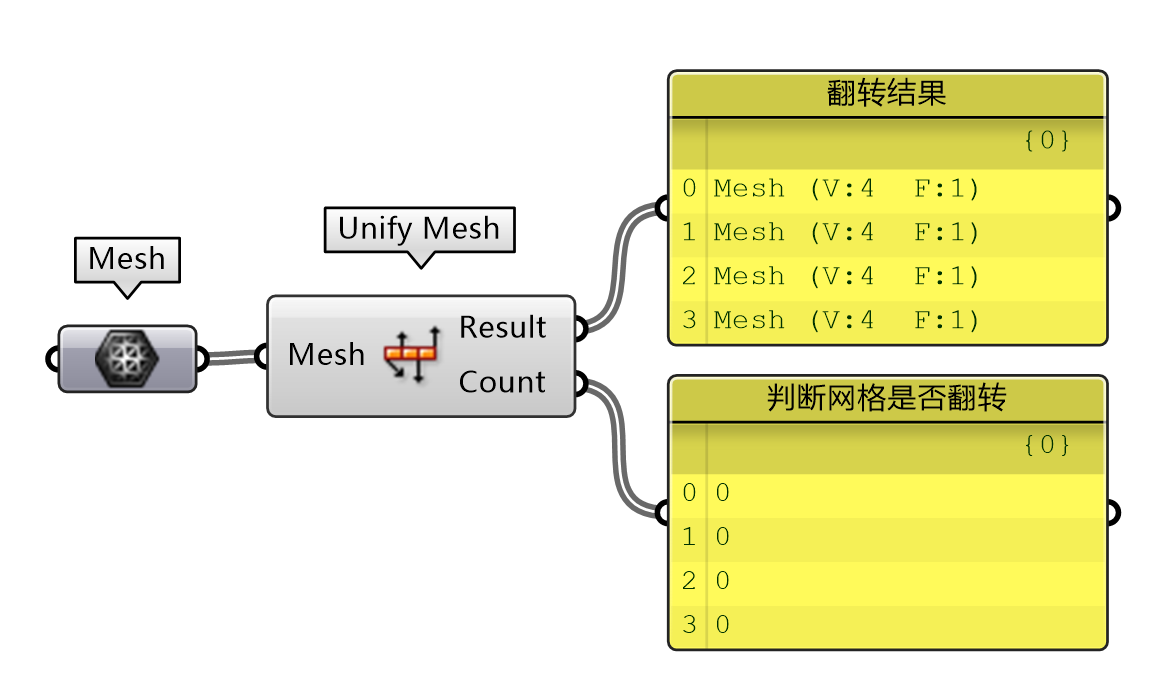 翻转结果
{0}
0 Mesh (V:4 F:1)
1 Mesh (V:4 F:1)
2 Mesh (V:4 F:1)
3 Mesh (V:4 F:1)
Unify Mesh
Mesh
Mesh
Result
Count
判断网格是否翻转
{0}
0 0
1 0
2 0
3 0